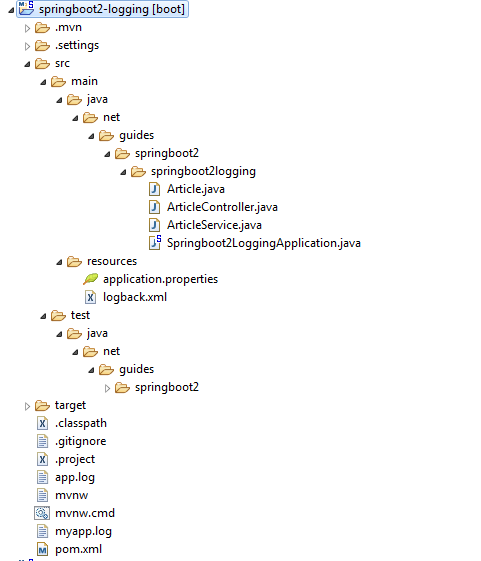 springboot2-logging [boot]
.mvn
.settings
src
main
java
net
guides
springboot2
springboot2logging
Article.java
ArticleController.java
ArticleService.java
Springboot2LoggingApplication.java
resources
application.properties
logback.xml
test
java
net
guides
springboot2
target
.classpath
.gitignore
.project
app.log
mvnw
mvnw.cmd
myapp.log
pom.xml